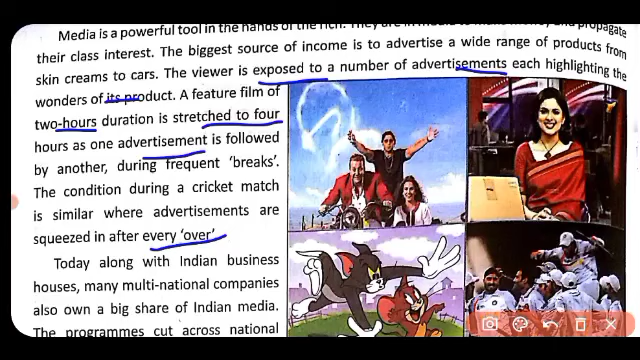 Media is a powerful tool in the hands of the rich. They are in media to make money and propagate
their class interest. The biggest source of income is to advertise a wide range of products from
skin creams to cars. The viewer is exposed to a number of advertisements each highlighting the
wonders of its product. A feature film of
two-hours duration is stretched to four
hours as one advertisement is followed
by another, during frequent ‘breaks’.
The condition during a cricket match
is similar where advertisements are
squeezed in after every ‘over’
Today along with Indian business
houses, many multi-national companies
also own a big share of Indian media.
The programmes cut across national